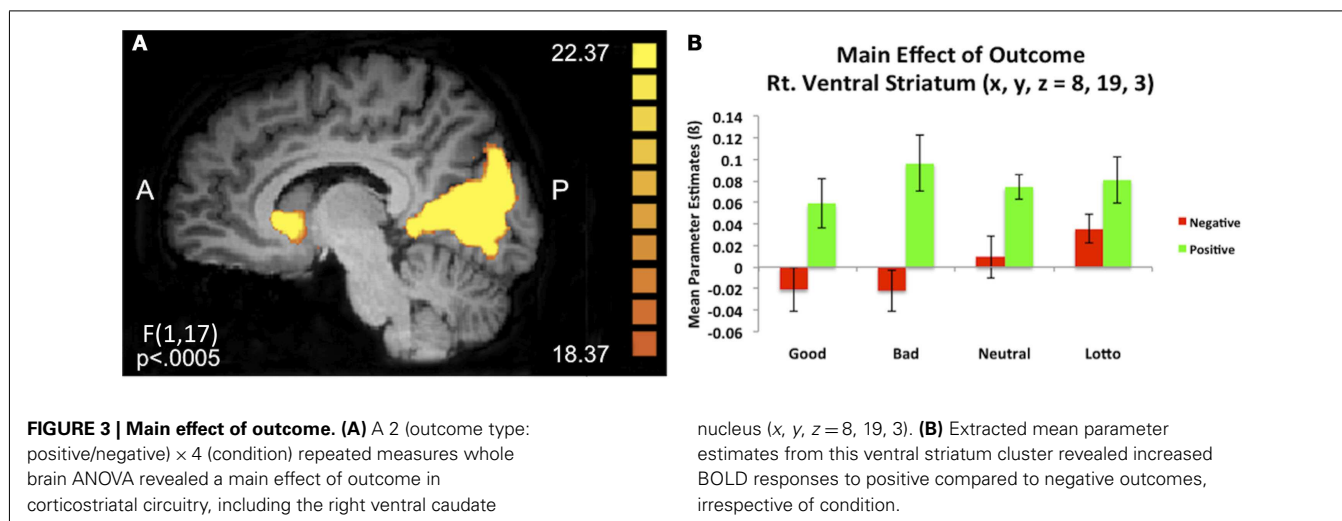 A
22.37
A
P
F(1,17)
p<.0005
18.37
B
Main Effect of Outcome
Rt. Ventral Striatum (x, y, z = 8, 19, 3)
Mean Parameter Estimates (ß)
0.14
0.12
0.1
0.08
0.06
0.04
0.02
0
-0.02
-0.04
-0.06
Good
Bad
Neutral
Lotto
Negative
Positive
FIGURE 3 | Main effect of outcome. (A) A 2 (outcome type:
positive/negative) × 4 (condition) repeated measures whole
brain ANOVA revealed a main effect of outcome in
corticostriatal circuitry, including the right ventral caudate
nucleus (x, y, z = 8, 19, 3). (B) Extracted mean parameter
estimates from this ventral striatum cluster revealed increased
BOLD responses to positive compared to negative outcomes,
irrespective of condition.